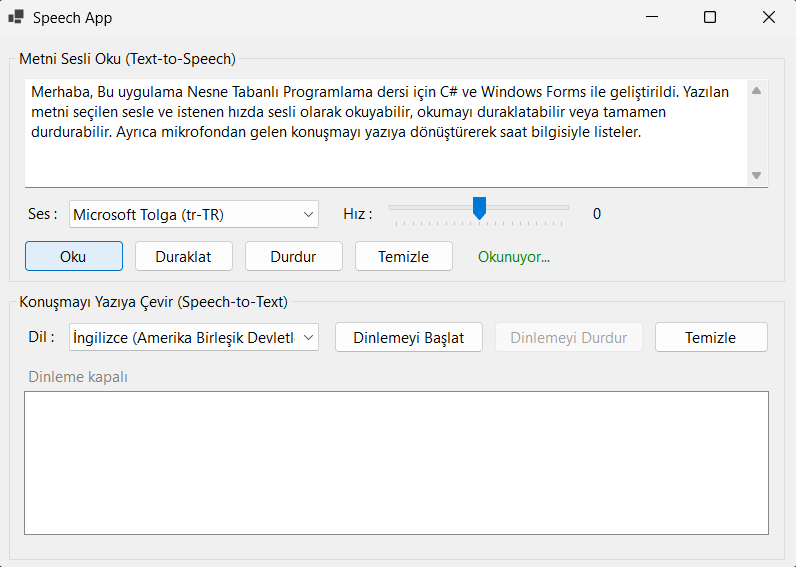 Speech App
Metni Sesli Oku (Text-to-Speech)
Merhaba, Bu uygulama Nesne Tabanlı Programlama dersi için C# ve Windows Forms ile geliştirildi. Yazılan
metni seçilen sesle ve istenen hızda sesli olarak okuyabilir, okumayı duraklatabilir veya tamamen
durdurabilir. Ayrıca mikrofondan gelen konuşmayı yazıya dönüştürerek saat bilgisiyle listeler.
Ses : Microsoft Tolga (tr-TR) Hız : 0
Oku Duraklat Durdur Temizle Okunuyor...
Konuşmayı Yazıya Çevir (Speech-to-Text)
Dil : İngilizce (Amerika Birleşik Devletl Dinlemeyi Başlat Dinlemeyi Durdur Temizle
Dinleme kapalı